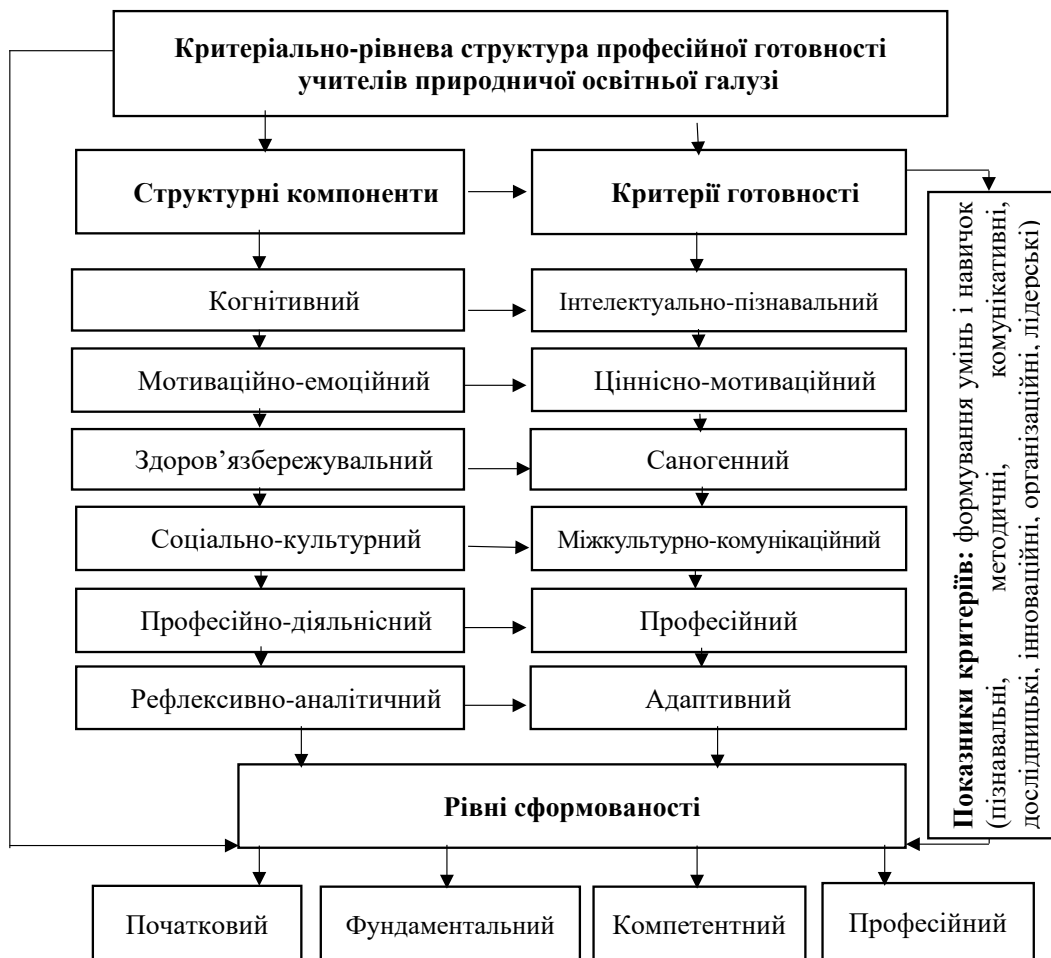 Критеріально-рівнева структура професійної готовності
учителів природничої освітньої галузі
Структурні компоненти
Критерії готовності
Когнітивний
Інтелектуально-пізнавальний
Мотиваційно-емоційний
Ціннісно-мотиваційний
Здоров’язбережувальний
Саногенний
Соціально-культурний
Міжкультурно-комунікаційний
Професійно-діяльнісний
Професійний
Рефлексивно-аналітичний
Адаптивний
Показники критеріїв: формування умінь і навичок
(пізнавальні, методичні, комунікативні,
дослідницькі, інноваційні, організаційні, лідерські)
Рівні сформованості
Початковий
Фундаментальний
Компетентний
Професійний